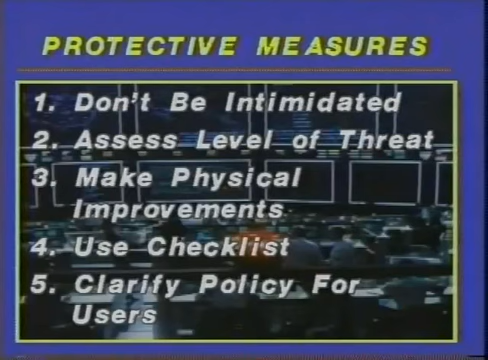 PROTECTIVE MEASURES
1. Don't Be Intimidated
2. Assess Level of Threat
3. Make Physical
Improvements
4. Use Checklist
5. Clarify Policy For
Users